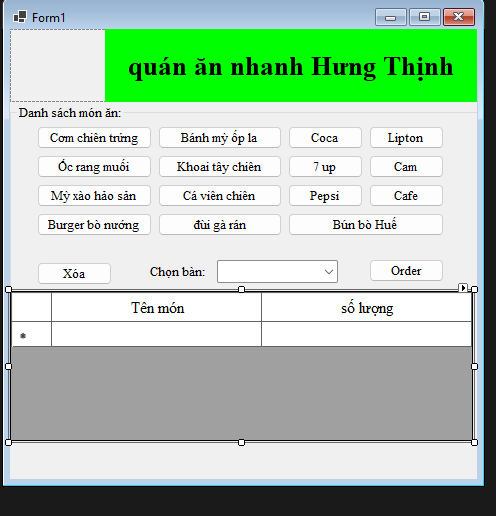 Form1
quán ăn nhanh Hưng Thịnh
Danh sách món ăn:
Cơm chiên trứng Bánh mỳ ốp la Coca Lipton
Ốc rang muối Khoai tây chiên 7 up Cam
Mỳ xào hảo sản Cá viên chiên Pepsi Cafe
Burger bò nướng đùi gà rán Bún bò Huế
Xóa Chọn bàn: Order
Tên món số lượng